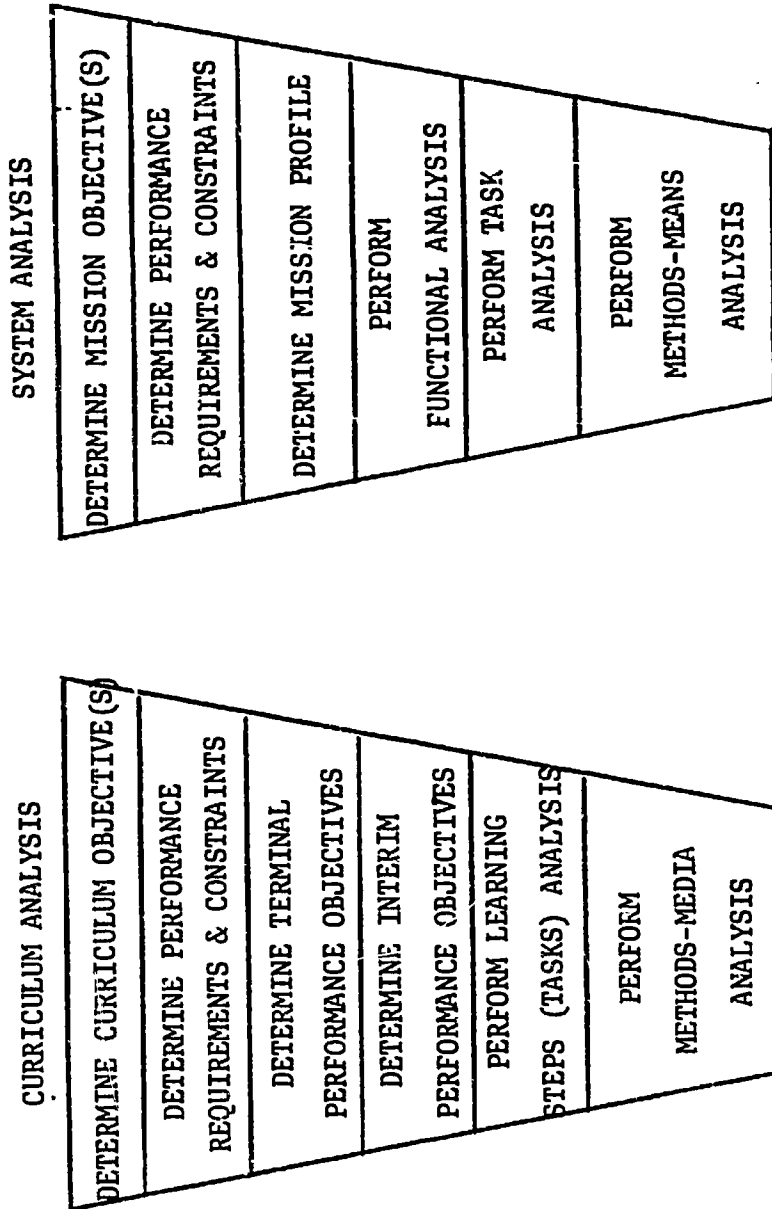 CURRICULUM ANALYSIS
DETERMINE CURRICULUM OBJECTIVE(S)
DETERMINE PERFORMANCE
REQUIREMENTS & CONSTRAINTS
DETERMINE TERMINAL
PERFORMANCE OBJECTIVES
DETERMINE INTERIM
PERFORMANCE OBJECTIVES
PERFORM LEARNING
STEPS (TASKS) ANALYSIS
PERFORM
METHODS-MEDIA
ANALYSIS
SYSTEM ANALYSIS
DETERMINE MISSION OBJECTIVE(S)
DETERMINE PERFORMANCE
REQUIREMENTS & CONSTRAINTS
DETERMINE MISSION PROFILE
PERFORM
FUNCTIONAL ANALYSIS
PERFORM TASK
ANALYSIS
PERFORM
METHODS-MEANS
ANALYSIS